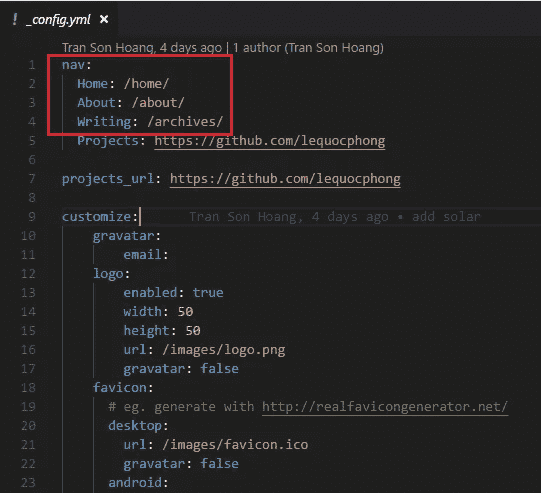 ! _config.yml ×
Tran Son Hoang, 4 days ago | 1 author (Tran Son Hoang)
1 nav:
2   Home: /home/
3   About: /about/
4   Writing: /archives/
5   Projects: https://github.com/lequocphong
6
7 projects_url: https://github.com/lequocphong
8
9 customize: Tran Son Hoang, 4 days ago • add solar
10     gravatar:
11         email:
12     logo:
13         enabled: true
14         width: 50
15         height: 50
16         url: /images/logo.png
17         gravatar: false
18     favicon:
19       # eg. generate with http://realfavicongenerator.net/
20       desktop:
21         url: /images/favicon.ico
22         gravatar: false
23       android: